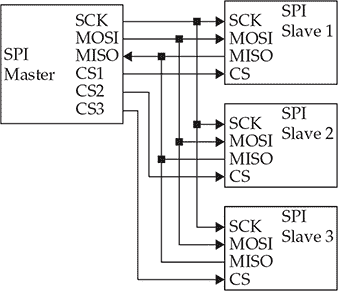 SPI
Master
SCK
MOSI
MISO
CS1
CS2
CS3
SPI
Slave 1
SCK
MOSI
MISO
CS
SPI
Slave 2
SCK
MOSI
MISO
CS
SPI
Slave 3
SCK
MOSI
MISO
CS